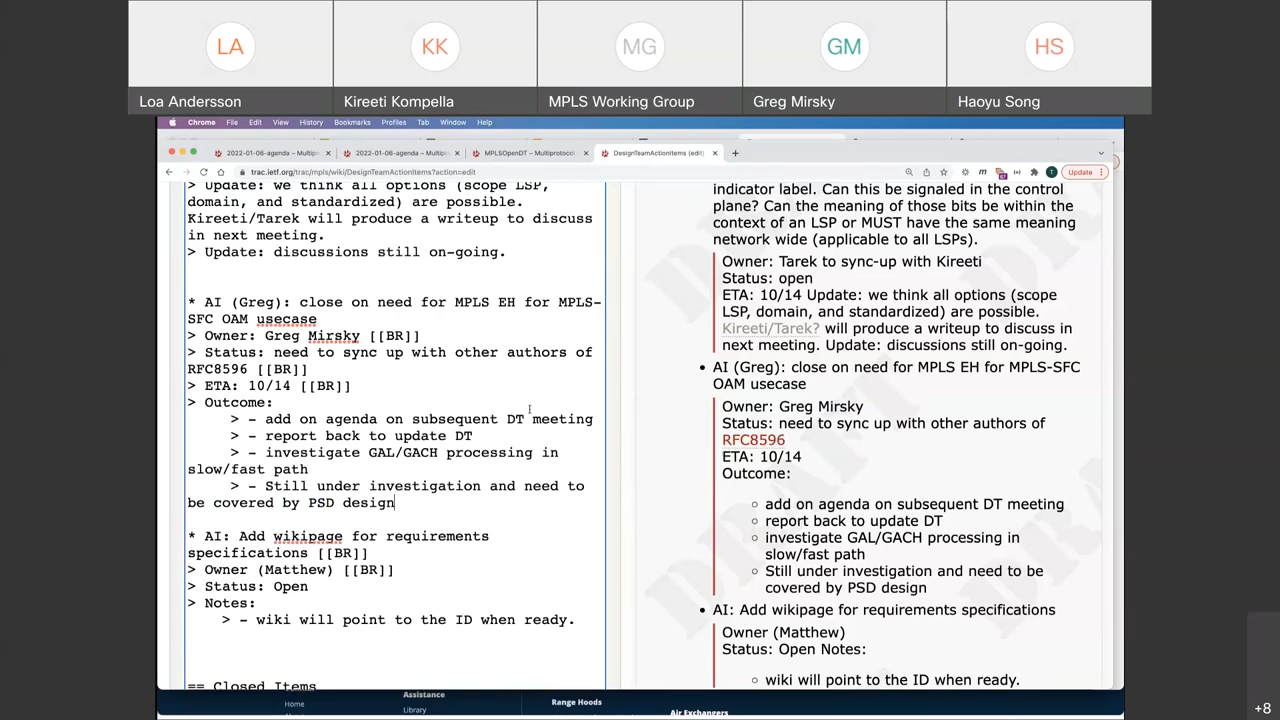 LA
KK
MG
GM
HS
Loa Andersson
Kireeti Kompella
MPLS Working Group
Greg Mirsky
Haoyu Song
Chrome File Edit View History Bookmarks Profiles Tab Window Help
2022-01-06-agenda – Multipro
2022-01-06-agenda – Multipro
MPLSOpenDT – Multiprotocol
DesignTeamActionItems (edit)
trac.ietf.org/trac/mpls/wiki/DesignTeamActionItems?action=edit
Update
> Update: we think all options (scope LSP,
domain, and standardized) are possible.
Kireeti/Tarek will produce a writeup to discuss
in next meeting.
> Update: discussions still on-going.
* AI (Greg): close on need for MPLS EH for MPLS-
SFC OAM usecase
> Owner: Greg Mirsky [[BR]]
> Status: need to sync up with other authors of
RFC8596 [[BR]]
> ETA: 10/14 [[BR]]
> Outcome:
> - add on agenda on subsequent DT meeting
> - report back to update DT
> - investigate GAL/GACH processing in
slow/fast path
> - Still under investigation and need to
be covered by PSD design
* AI: Add wikipage for requirements
specifications [[BR]]
> Owner (Matthew) [[BR]]
> Status: Open
> Notes:
> - wiki will point to the ID when ready.
== Closed Items
indicator label. Can this be signaled in the control
plane? Can the meaning of those bits be within the
context of an LSP or MUST have the same meaning
network wide (applicable to all LSPs).
Owner: Tarek to sync-up with Kireeti
Status: open
ETA: 10/14 Update: we think all options (scope
LSP, domain, and standardized) are possible.
Kireeti/Tarek? will produce a writeup to discuss in
next meeting. Update: discussions still on-going.
• AI (Greg): close on need for MPLS EH for MPLS-SFC
OAM usecase
Owner: Greg Mirsky
Status: need to sync up with other authors of
RFC8596
ETA: 10/14
Outcome:
○ add on agenda on subsequent DT meeting
○ report back to update DT
○ investigate GAL/GACH processing in
slow/fast path
○ Still under investigation and need to be
covered by PSD design
• AI: Add wikipage for requirements specifications
Owner (Matthew)
Status: Open Notes:
○ wiki will point to the ID when ready.
DRAFT
Home
Assistance
Library
Range Hoods
Air Exchangers
+8